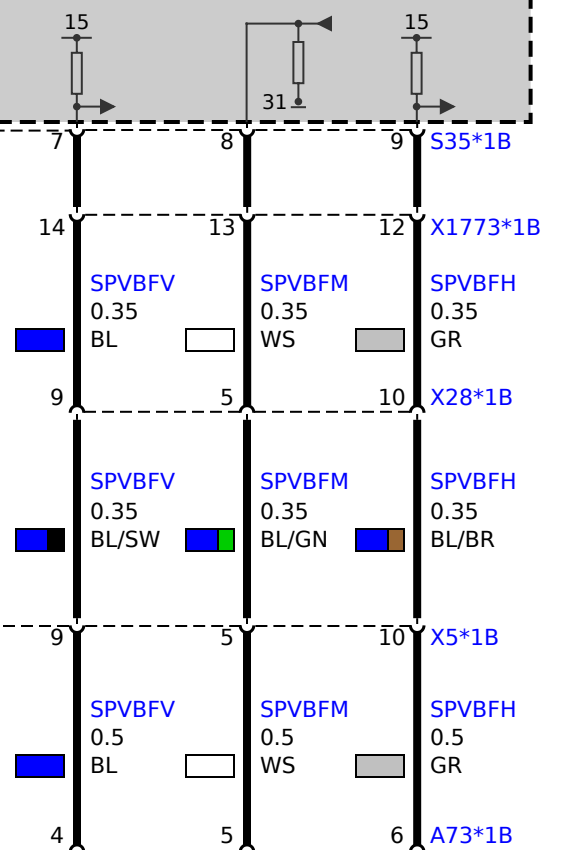 15 15
31
7 8 9 S35*1B
14 13 12 X1773*1B
SPVBFV SPVBFM SPVBFH
0.35 0.35 0.35
BL WS GR
9 5 10 X28*1B
SPVBFV SPVBFM SPVBFH
0.35 0.35 0.35
BL/SW BL/GN BL/BR
9 5 10 X5*1B
SPVBFV SPVBFM SPVBFH
0.5 0.5 0.5
BL WS GR
4 5 6 A73*1B